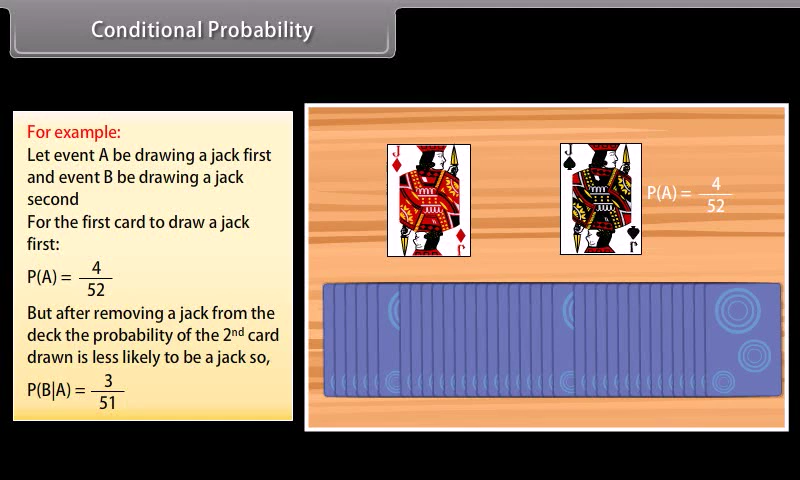 Conditional Probability
For example:
Let event A be drawing a jack first
and event B be drawing a jack
second
For the first card to draw a jack
first:
P(A) = 4/52
But after removing a jack from the
deck the probability of the 2nd card
drawn is less likely to be a jack so,
P(B|A) = 3/51
J
J
J
J
P(A) = 4/52